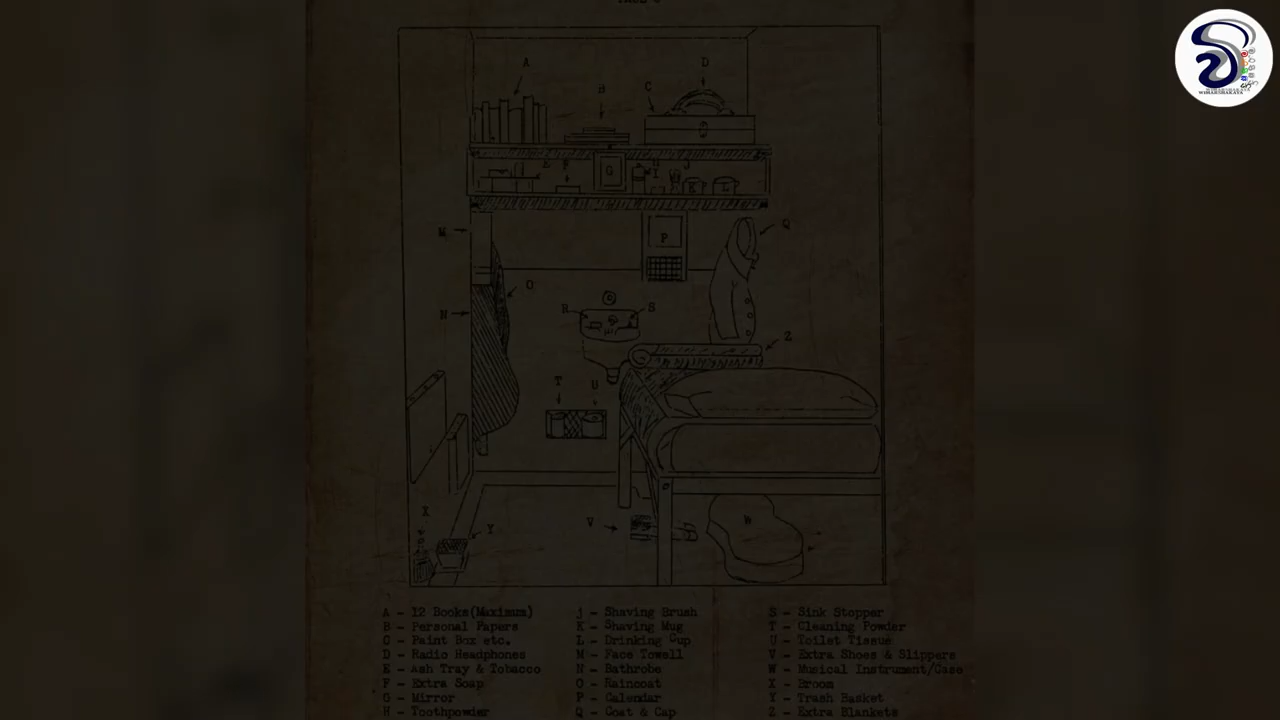 A
D
B
C
E F G H I J
K L
M
P
Q
O
N
R
S
Z
T
U
X
Y
V
W
A - 12 Books(Maximum)
B - Personal Papers
C - Paint Box etc.
D - Radio Headphones
E - Ash Tray & Tobacco
F - Extra Soap
G - Mirror
H - Toothpowder
j - Shaving Brush
K - Shaving Mug
L - Drinking Cup
M - Face Towell
N - Bathrobe
O - Raincoat
P - Calendar
Q - Coat & Cap
S - Sink Stopper
T - Cleaning Powder
U - Toilet Tissue
V - Extra Shoes & Slippers
W - Musical Instrument/Case
X - Broom
Y - Trash Basket
Z - Extra Blankets